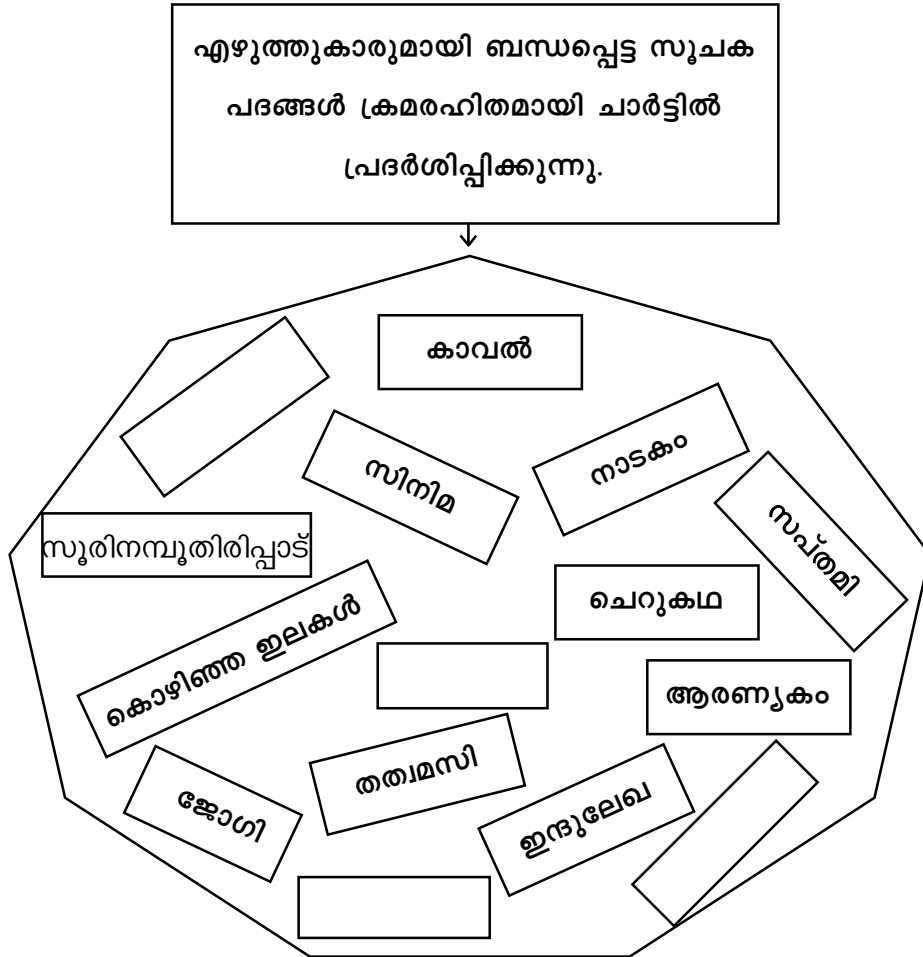 എഴുത്തുകാരുമായി ബന്ധപ്പെട്ട സൂചക
പദങ്ങൾ ക്രമരഹിതമായി ചാർട്ടിൽ
പ്രദർശിപ്പിക്കുന്നു.
കാവൽ
സിനിമ
നാടകം
സപ്തമി
സൂരിനമ്പൂതിരിപ്പാട്
ചെറുകഥ
കൊഴിഞ്ഞ ഇലകൾ
ആരണ്യകം
തത്വമസി
ജോഗി
ഇന്ദുലേഖ